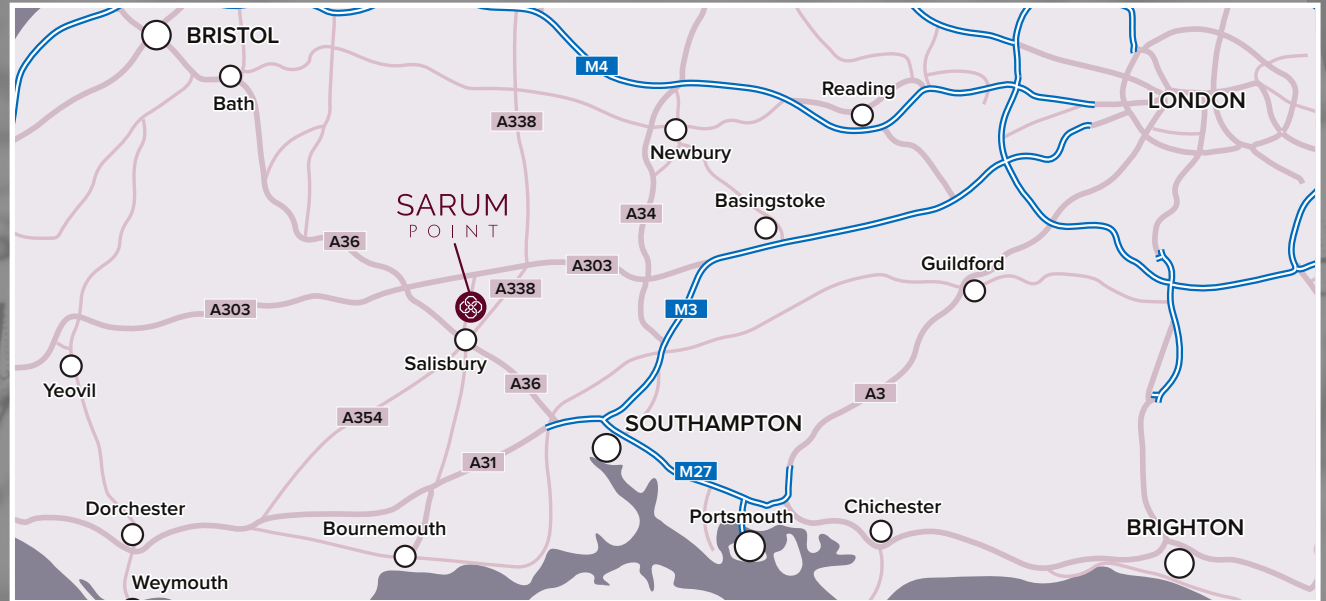 BRISTOL
M4
Bath
Reading
LONDON
A338
Newbury
SARUM
POINT
Basingstoke
A34
A36
A303
Guildford
A338
A303
M3
Salisbury
Yeovil
A36
A3
A354
SOUTHAMPTON
A31
M27
Dorchester
Chichester
Portsmouth
Bournemouth
BRIGHTON
Weymouth